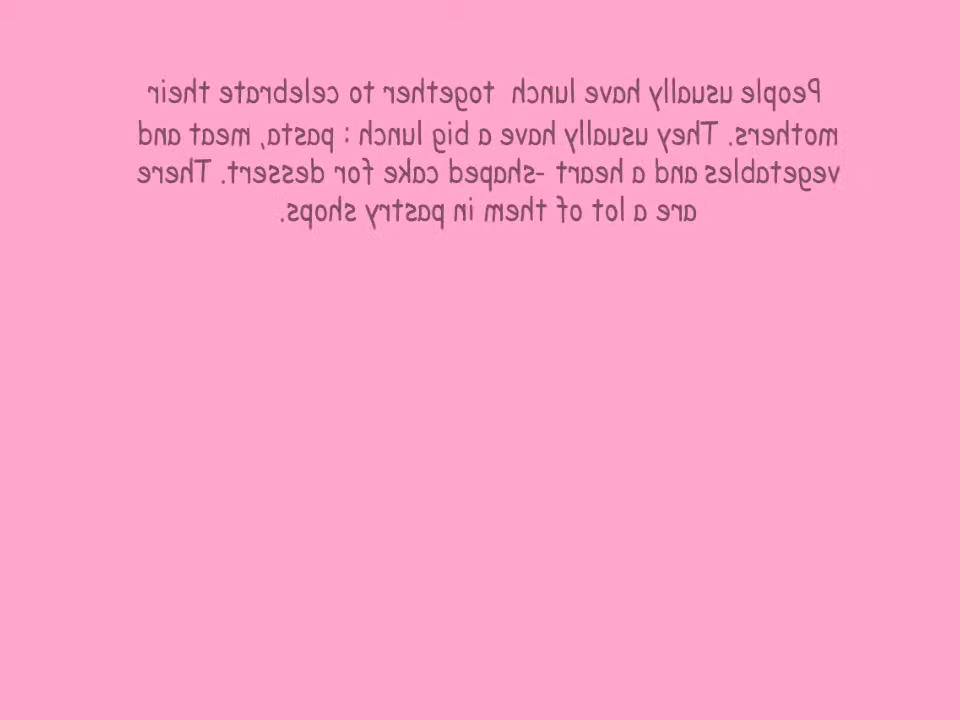 People usually have lunch  together to celebrate their
mothers. They usually have a big lunch : pasta, meat and
vegetables and a heart -shaped cake for dessert. There
are a lot of them in pastry shops.